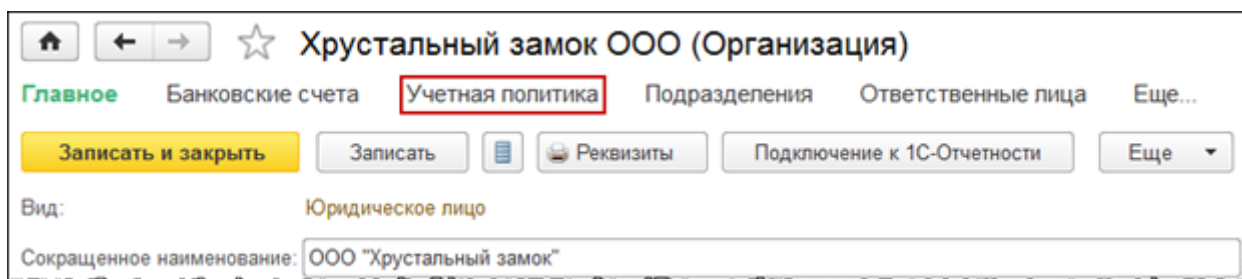 Хрустальный замок ООО (Организация)
Главное Банковские счета Учетная политика Подразделения Ответственные лица Еще...
Записать и закрыть Записать Реквизиты Подключение к 1С-Отчетности Еще
Вид: Юридическое лицо
Сокращенное наименование: ООО "Хрустальный замок"